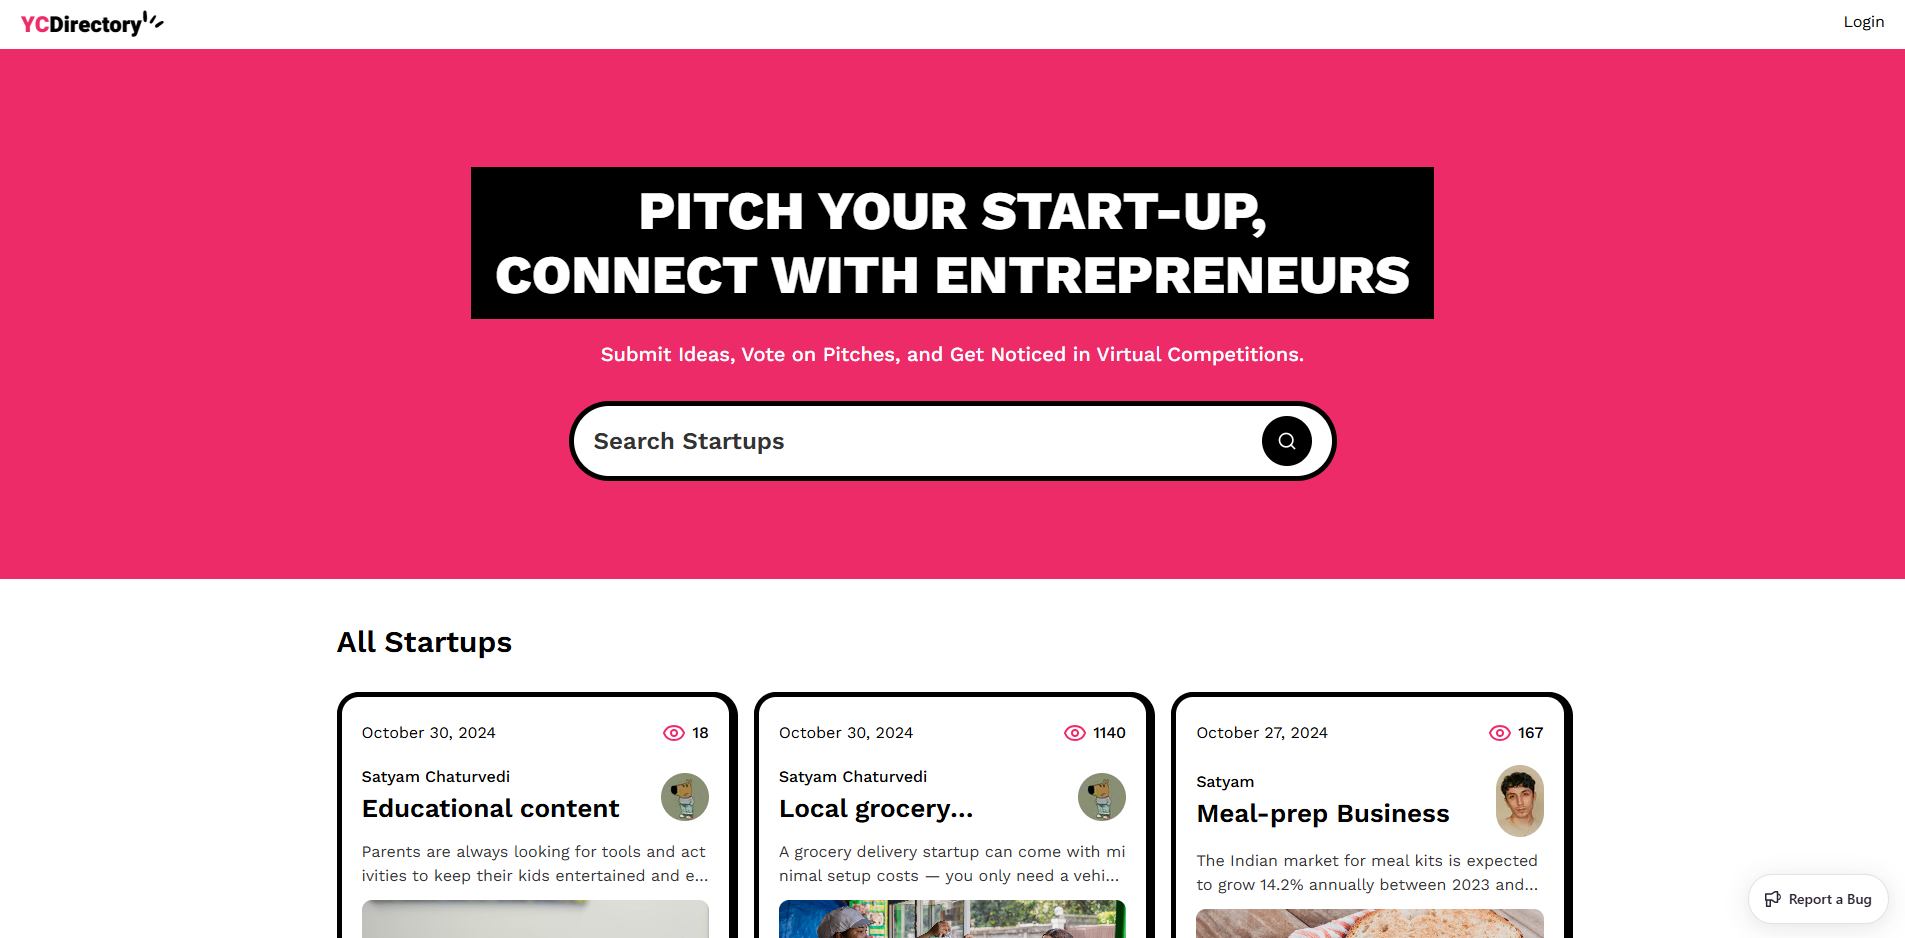 YCDirectory
Login
PITCH YOUR START-UP,
CONNECT WITH ENTREPRENEURS
Submit Ideas, Vote on Pitches, and Get Noticed in Virtual Competitions.
Search Startups
All Startups
October 30, 2024
18
Satyam Chaturvedi
Educational content
Parents are always looking for tools and act
ivities to keep their kids entertained and e...
October 30, 2024
1140
Satyam Chaturvedi
Local grocery...
A grocery delivery startup can come with mi
nimal setup costs — you only need a vehi...
October 27, 2024
167
Satyam
Meal-prep Business
The Indian market for meal kits is expected
to grow 14.2% annually between 2023 and...
Report a Bug